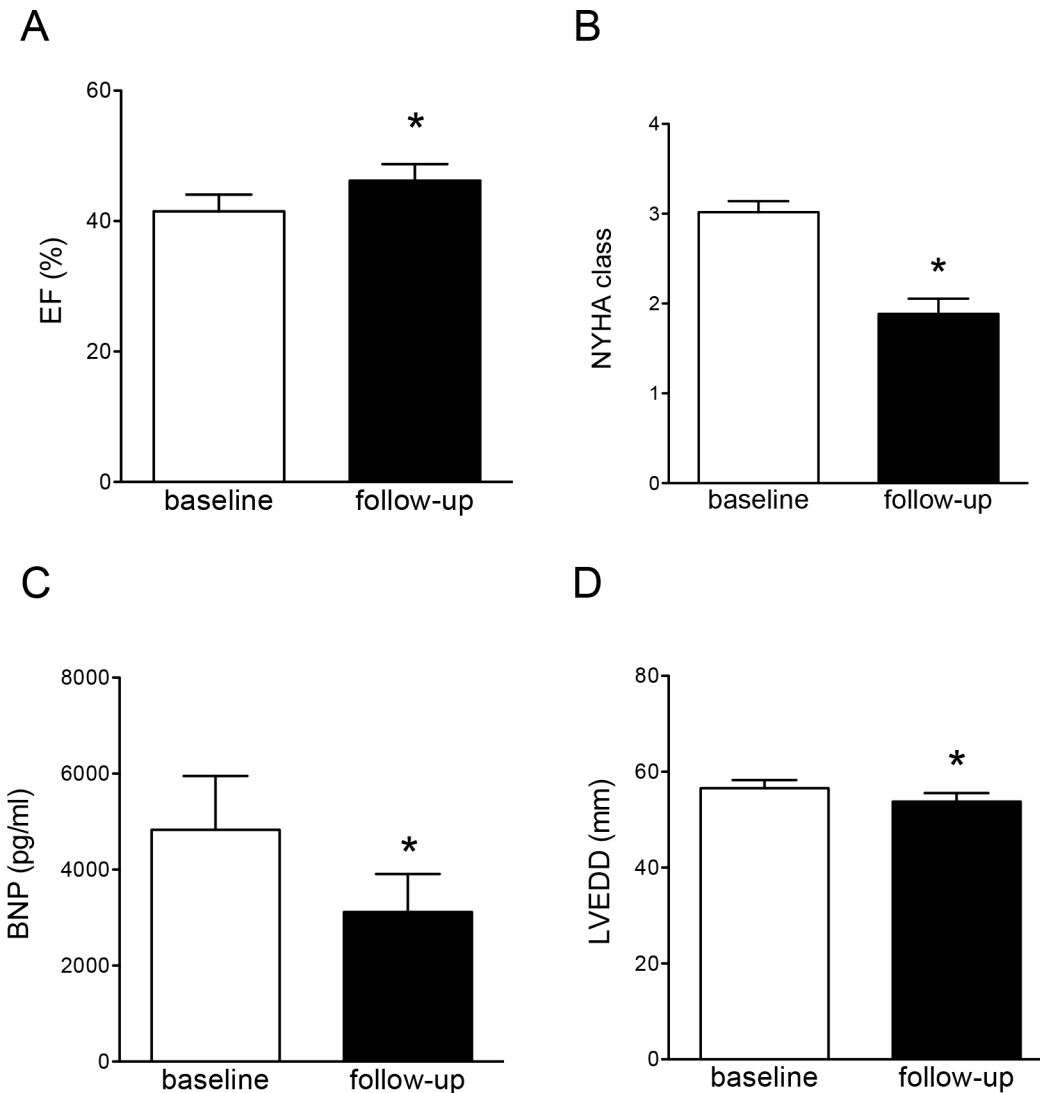 A
60
40
20
0
EF (%)
*
baseline
follow-up
B
4
3
2
1
0
NYHA class
*
baseline
follow-up
C
8000
6000
4000
2000
0
BNP (pg/ml)
*
baseline
follow-up
D
80
60
40
20
0
LVEDD (mm)
*
baseline
follow-up